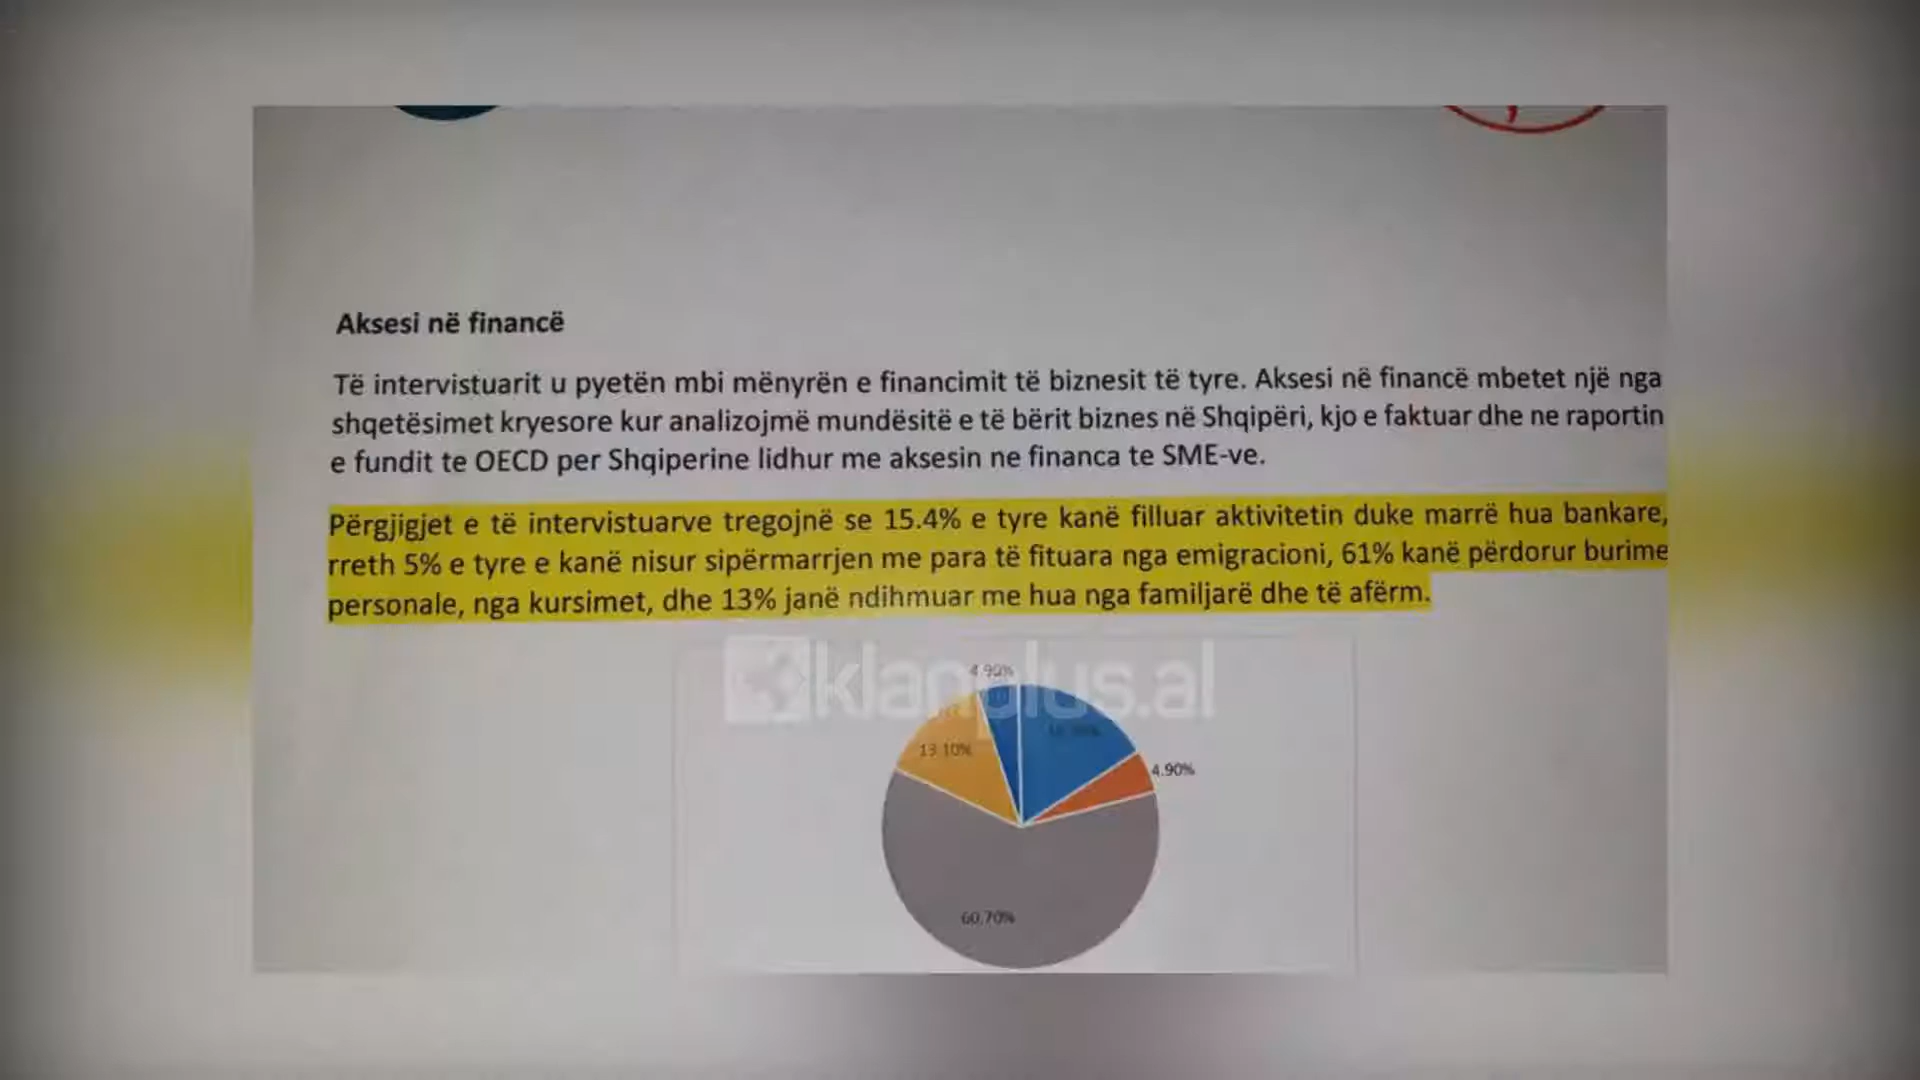 Aksesi në financë
Të intervistuarit u pyetën mbi mënyrën e financimit të biznesit të tyre. Aksesi në financë mbetet një nga
shqetësimet kryesore kur analizojmë mundësitë e të bërit biznes në Shqipëri, kjo e faktuar dhe ne raportin
e fundit te OECD per Shqiperine lidhur me aksesin ne financa te SME-ve.
Përgjigjet e të intervistuarve tregojnë se 15.4% e tyre kanë filluar aktivitetin duke marrë hua bankare,
rreth 5% e tyre e kanë nisur sipërmarrjen me para të fituara nga emigracioni, 61% kanë përdorur burime
personale, nga kursimet, dhe 13% janë ndihmuar me hua nga familjarë dhe të afërm.
klanplus.al
4.90%
13.10%
4.90%
60.70%